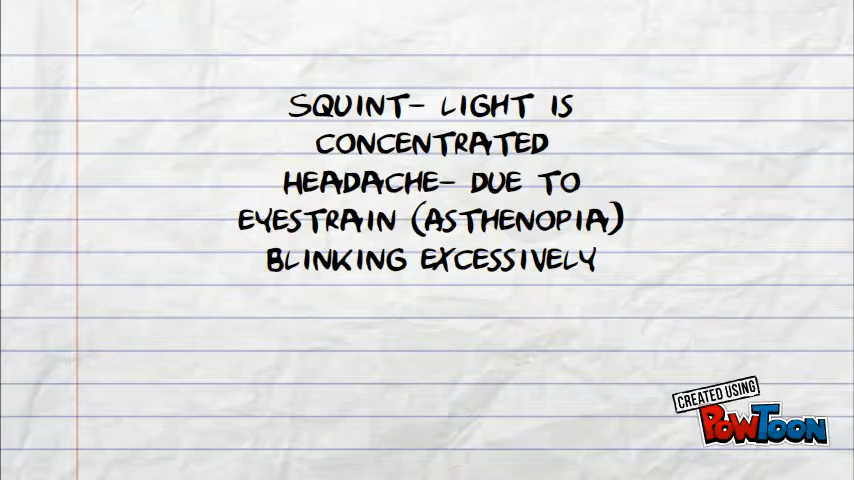 SQUINT- LIGHT IS
CONCENTRATED
HEADACHE- DUE TO
EYESTRAIN (ASTHENOPIA)
BLINKING EXCESSIVELY
CREATED USING
POWTOON